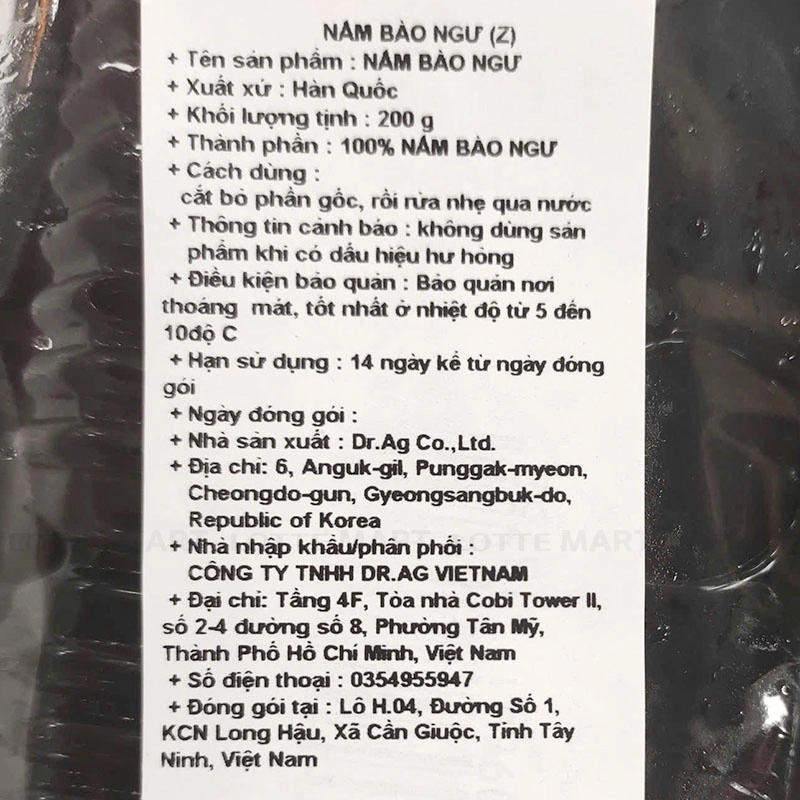 NẤM BÀO NGƯ (Z)
+ Tên sản phẩm : NẤM BÀO NGƯ
+ Xuất xứ : Hàn Quốc
+ Khối lượng tịnh : 200 g
+ Thành phần : 100% NẤM BÀO NGƯ
+ Cách dùng :
cắt bỏ phần gốc, rồi rửa nhẹ qua nước
+ Thông tin cảnh báo : không dùng sản
phẩm khi có dấu hiệu hư hỏng
+ Điều kiện bảo quản : Bảo quản nơi
thoáng mát, tốt nhất ở nhiệt độ từ 5 đến
10độ C
+ Hạn sử dụng : 14 ngày kể từ ngày đóng
gói
+ Ngày đóng gói :
+ Nhà sản xuất : Dr.Ag Co.,Ltd.
+ Địa chỉ: 6, Anguk-gil, Punggak-myeon,
Cheongdo-gun, Gyeongsangbuk-do,
Republic of Korea
LOTTE MART LOTTE MART
+ Nhà nhập khẩu/phân phối :
CÔNG TY TNHH DR.AG VIETNAM
+ Đại chỉ: Tầng 4F, Tòa nhà Cobi Tower II,
số 2-4 đường số 8, Phường Tân Mỹ,
Thành Phố Hồ Chí Minh, Việt Nam
+ Số điện thoại : 0354955947
+ Đóng gói tại : Lô H.04, Đường Số 1,
KCN Long Hậu, Xã Cần Giuộc, Tỉnh Tây
Ninh, Việt Nam